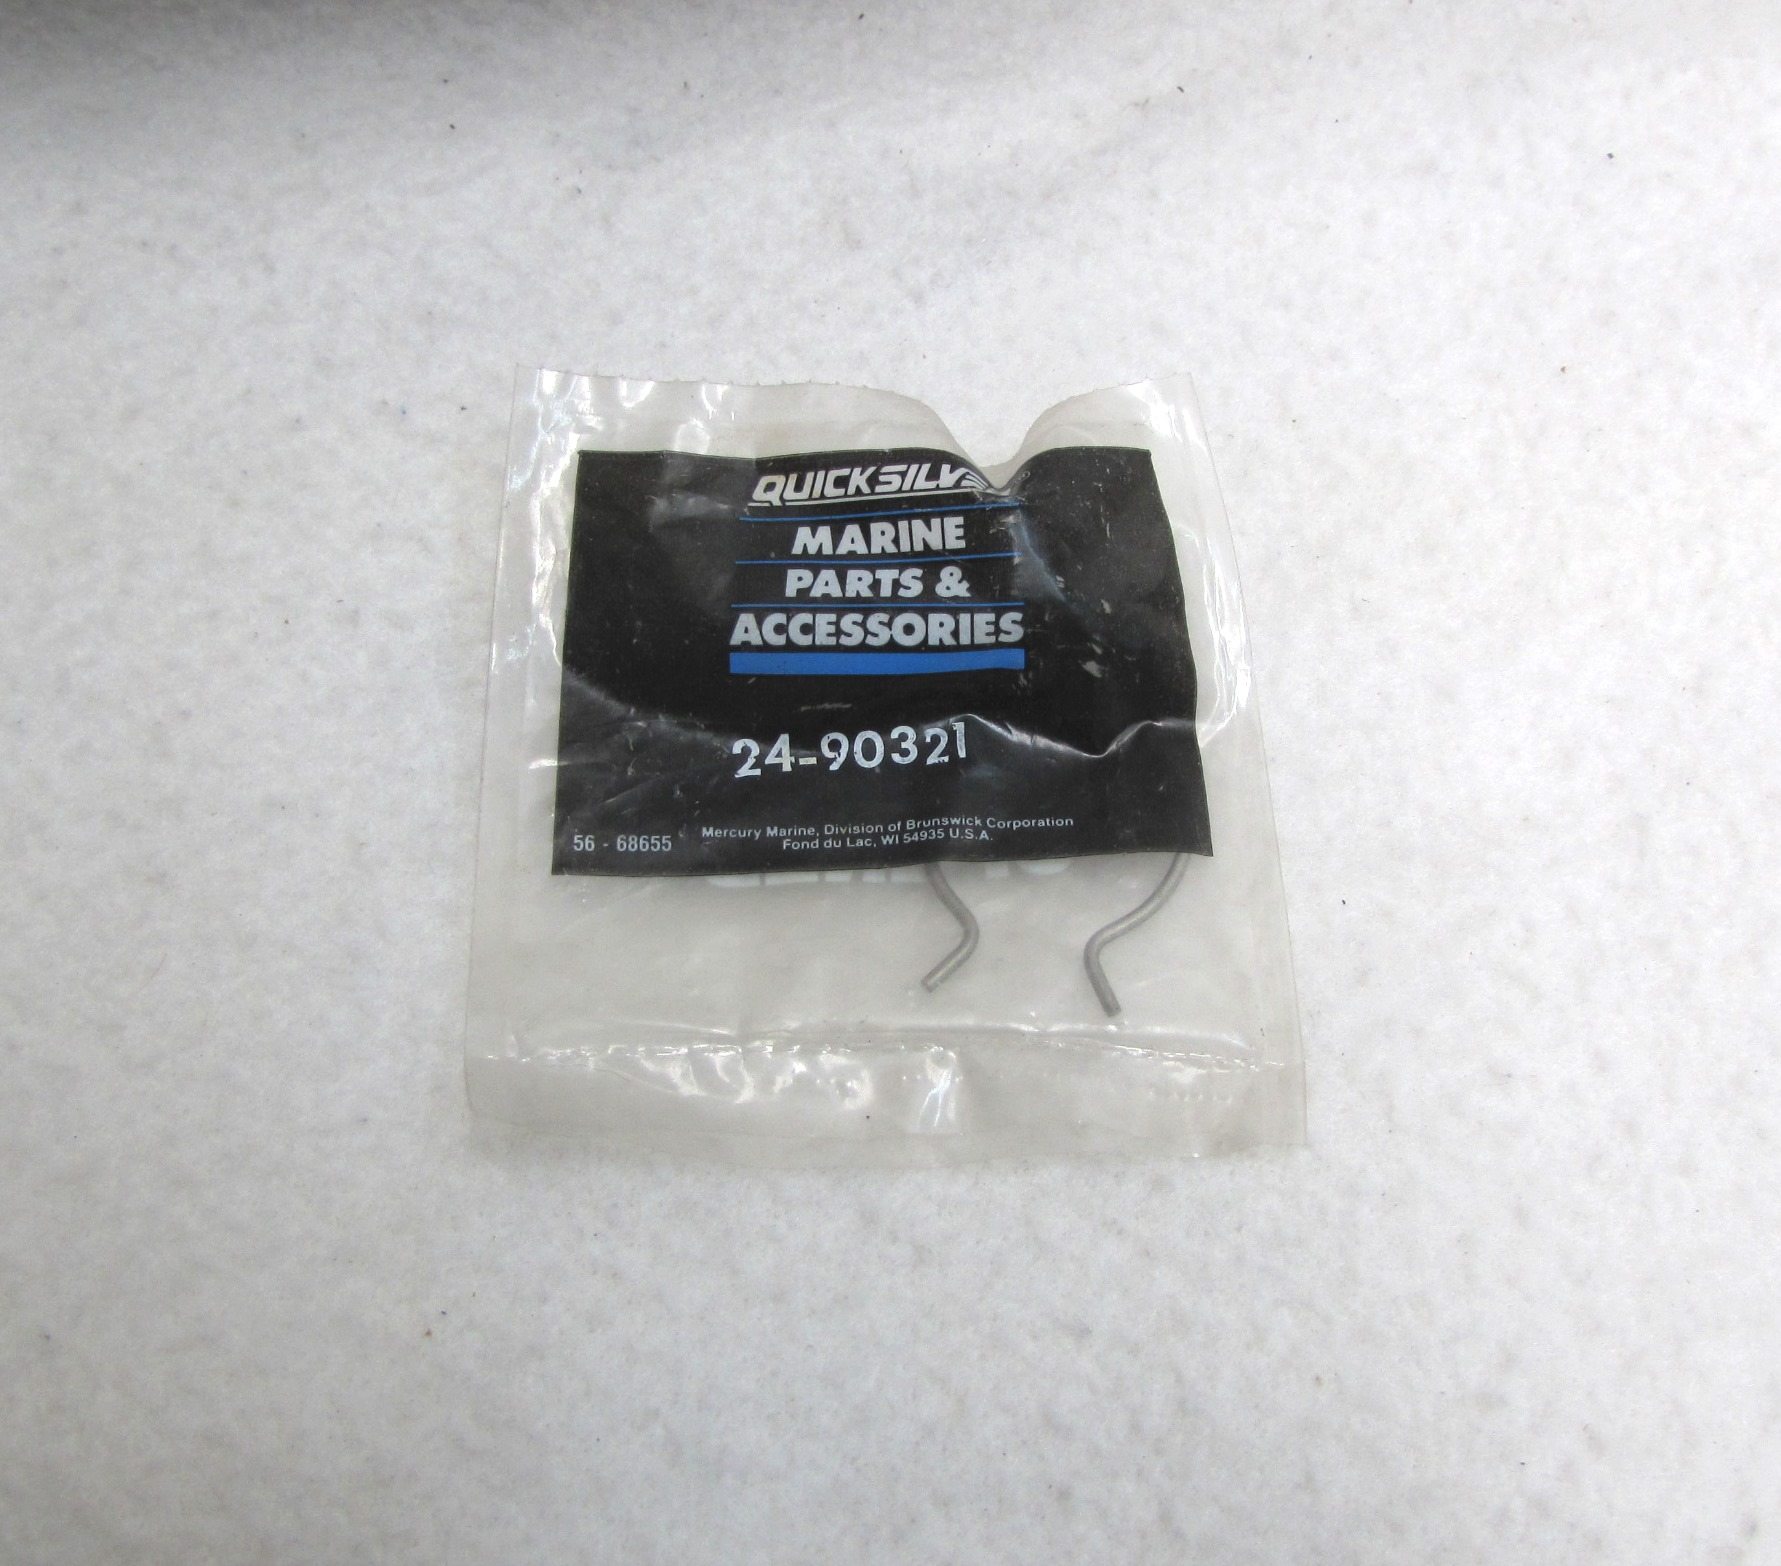 QUICKSILV
MARINE
PARTS &
ACCESSORIES
24-90321
56 - 68655
Mercury Marine, Division of Brunswick Corporation
Fond du Lac, WI 54935 U.S.A.